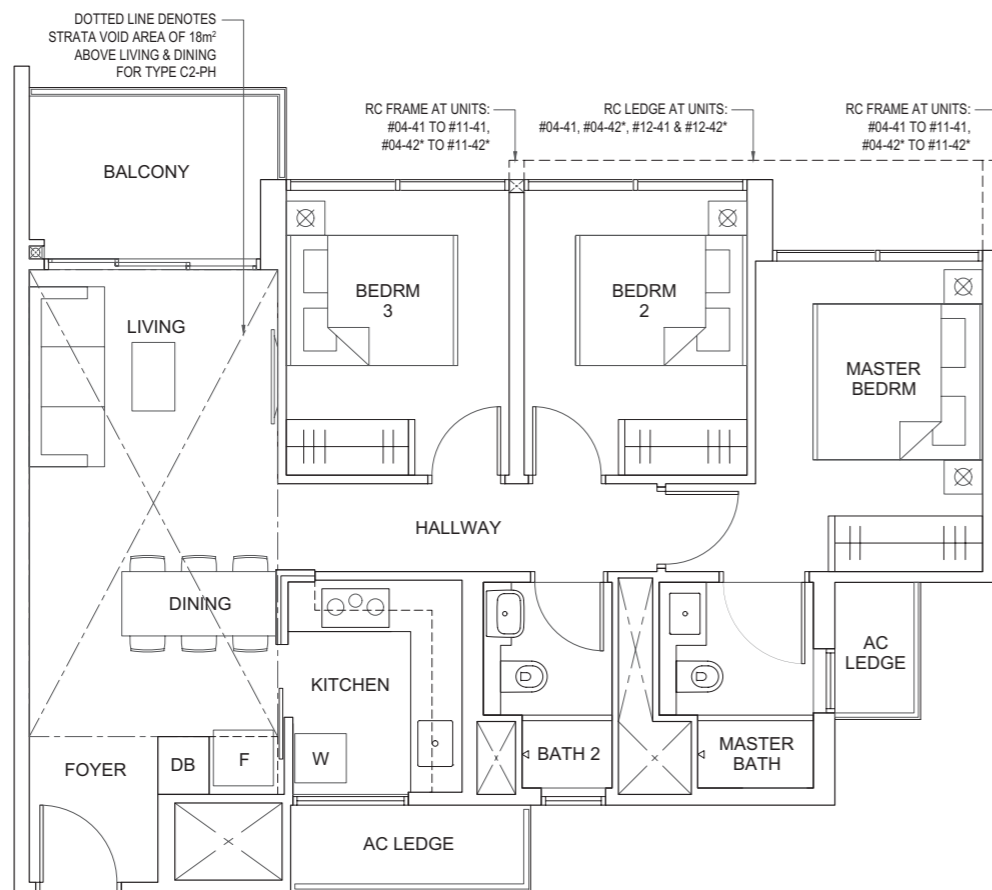 DOTTED LINE DENOTES
STRATA VOID AREA OF 18m²
ABOVE LIVING & DINING
FOR TYPE C2-PH
RC FRAME AT UNITS:
#04-41 TO #11-41,
#04-42* TO #11-42*
RC LEDGE AT UNITS:
#04-41, #04-42*, #12-41 & #12-42*
RC FRAME AT UNITS:
#04-41 TO #11-41,
#04-42* TO #11-42*
BALCONY
BEDRM
3
BEDRM
2
LIVING
MASTER
BEDRM
HALLWAY
DINING
KITCHEN
AC
LEDGE
FOYER
DB
F
W
BATH 2
MASTER
BATH
AC LEDGE